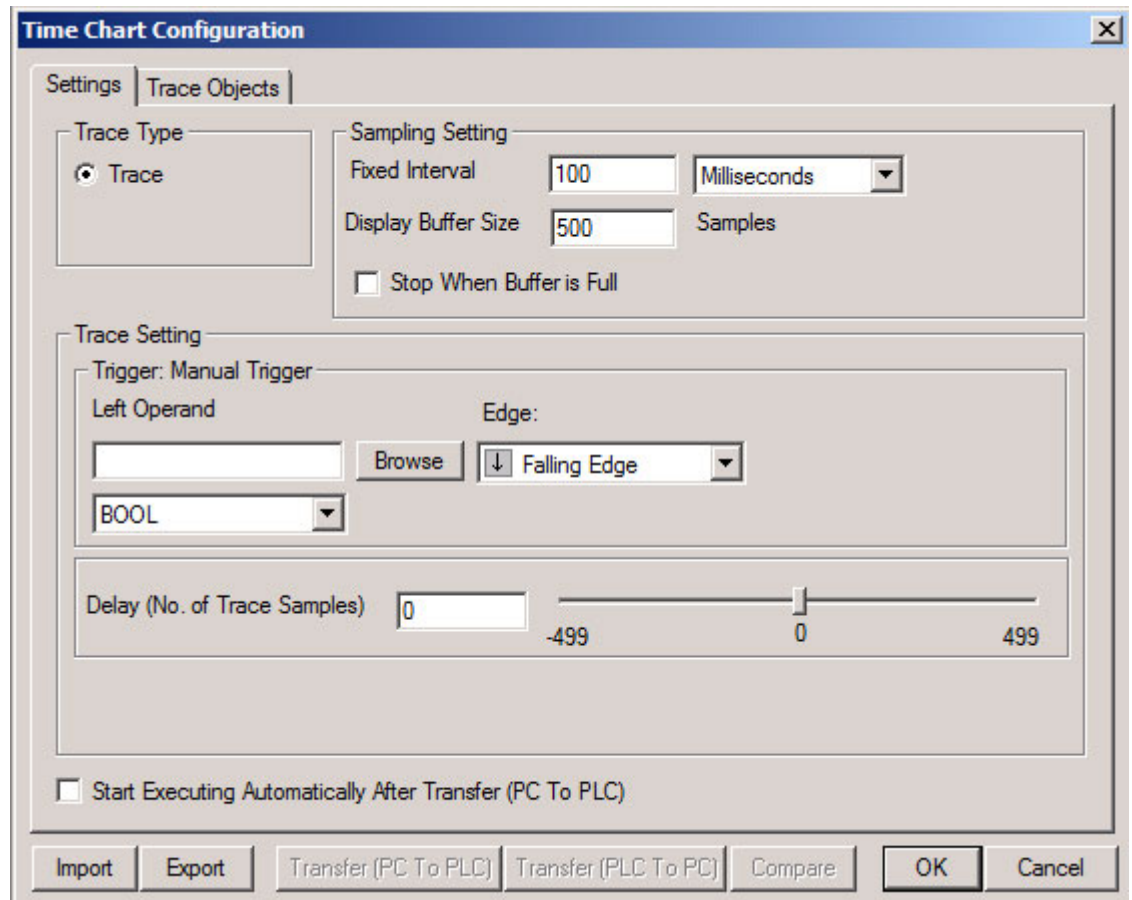 Time Chart Configuration
Settings Trace Objects
Trace Type
Trace
Sampling Setting
Fixed Interval 100 Milliseconds
Display Buffer Size 500 Samples
Stop When Buffer is Full
Trace Setting
Trigger: Manual Trigger
Left Operand Edge:
Browse ↓ Falling Edge
BOOL
Delay (No. of Trace Samples) 0
-499 0 499
Start Executing Automatically After Transfer (PC To PLC)
Import Export Transfer (PC To PLC) Transfer (PLC To PC) Compare OK Cancel